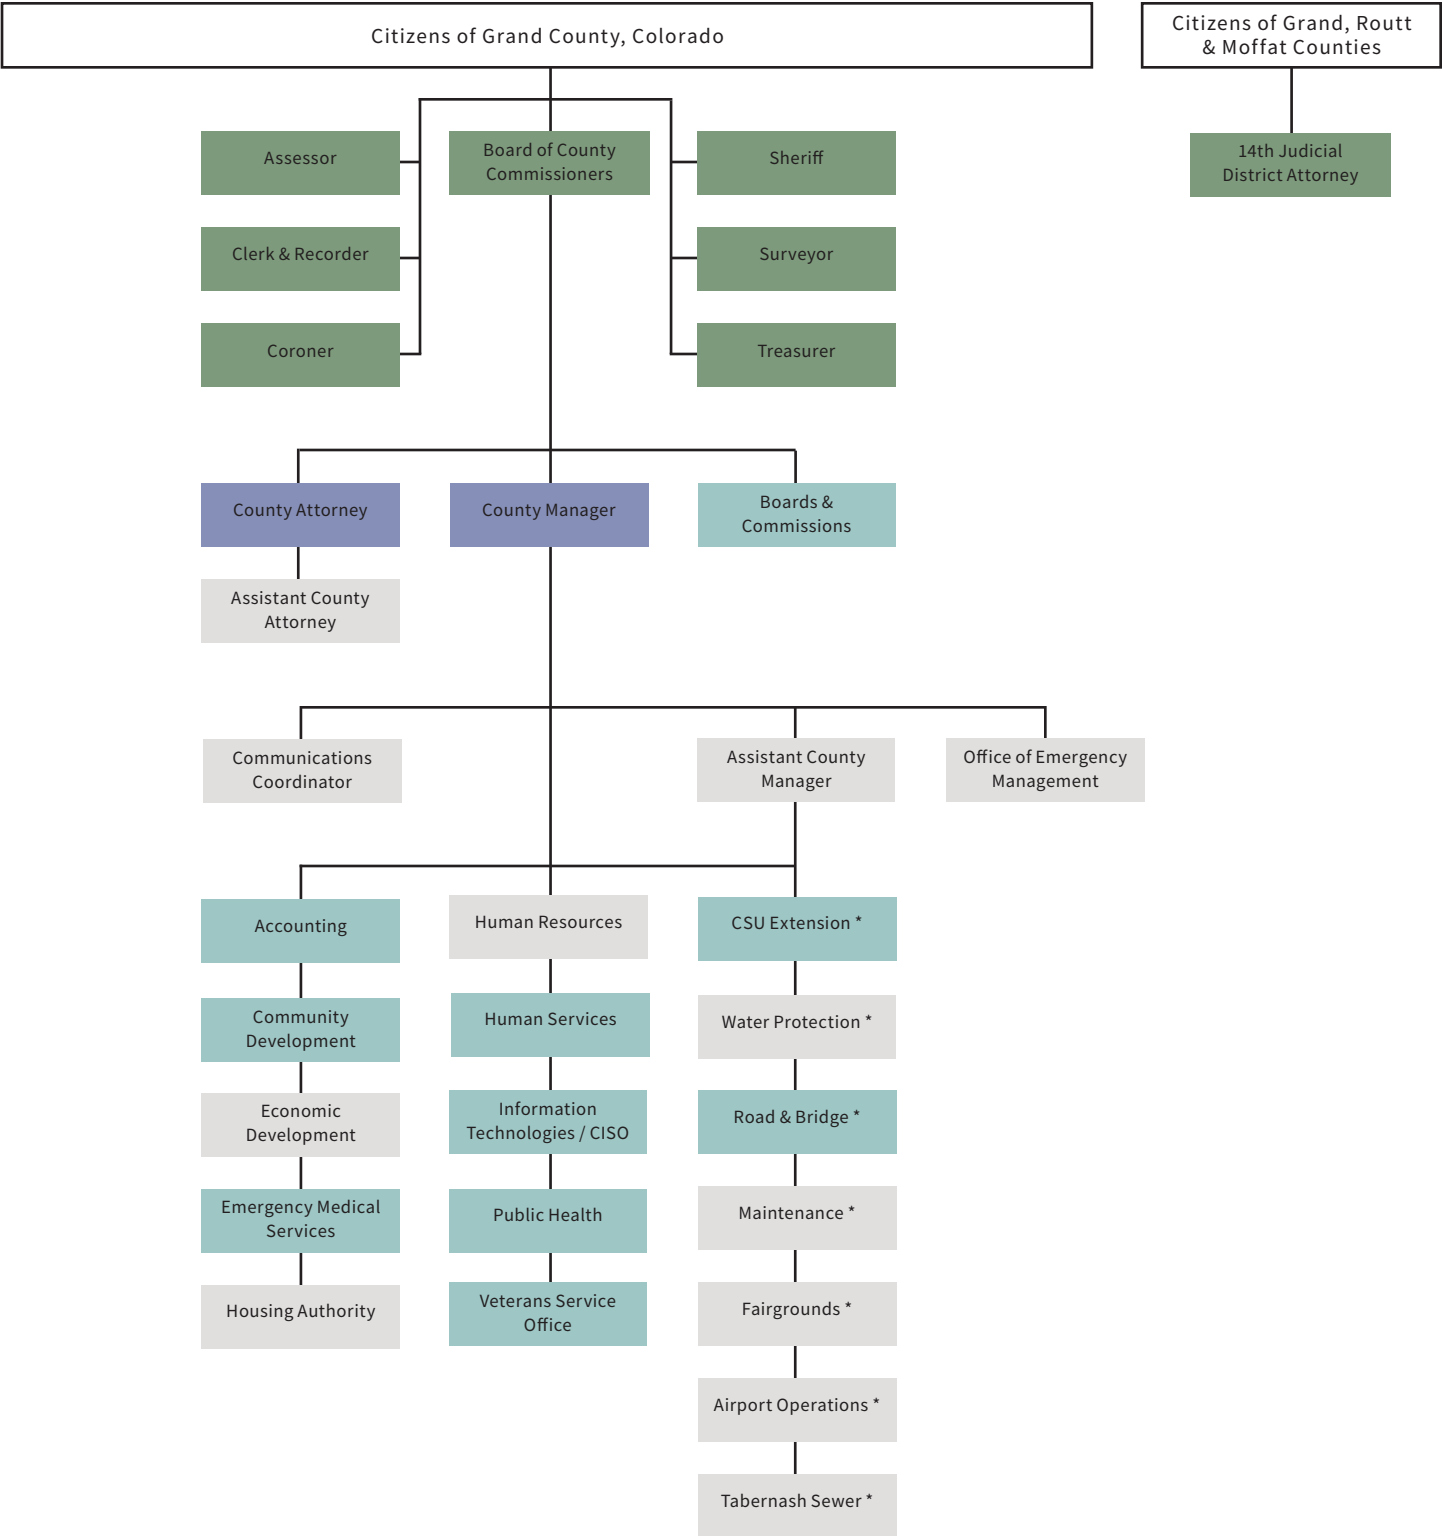 Citizens of Grand County, Colorado
Citizens of Grand, Routt
& Moffat Counties
Assessor
Board of County
Commissioners
Sheriff
14th Judicial
District Attorney
Clerk & Recorder
Surveyor
Coroner
Treasurer
County Attorney
County Manager
Boards &
Commissions
Assistant County
Attorney
Communications
Coordinator
Assistant County
Manager
Office of Emergency
Management
Accounting
Human Resources
CSU Extension *
Community
Development
Human Services
Water Protection *
Economic
Development
Information
Technologies / CISO
Road & Bridge *
Emergency Medical
Services
Public Health
Maintenance *
Housing Authority
Veterans Service
Office
Fairgrounds *
Airport Operations *
Tabernash Sewer *